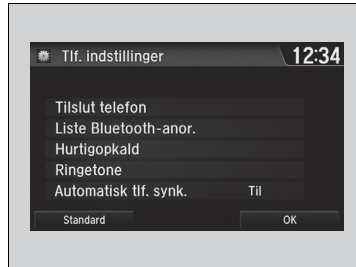 Tlf. indstillinger 12:34
Tilslut telefon
Liste Bluetooth-anor.
Hurtigopkald
Ringetone
Automatisk tlf. synk. Til
Standard OK